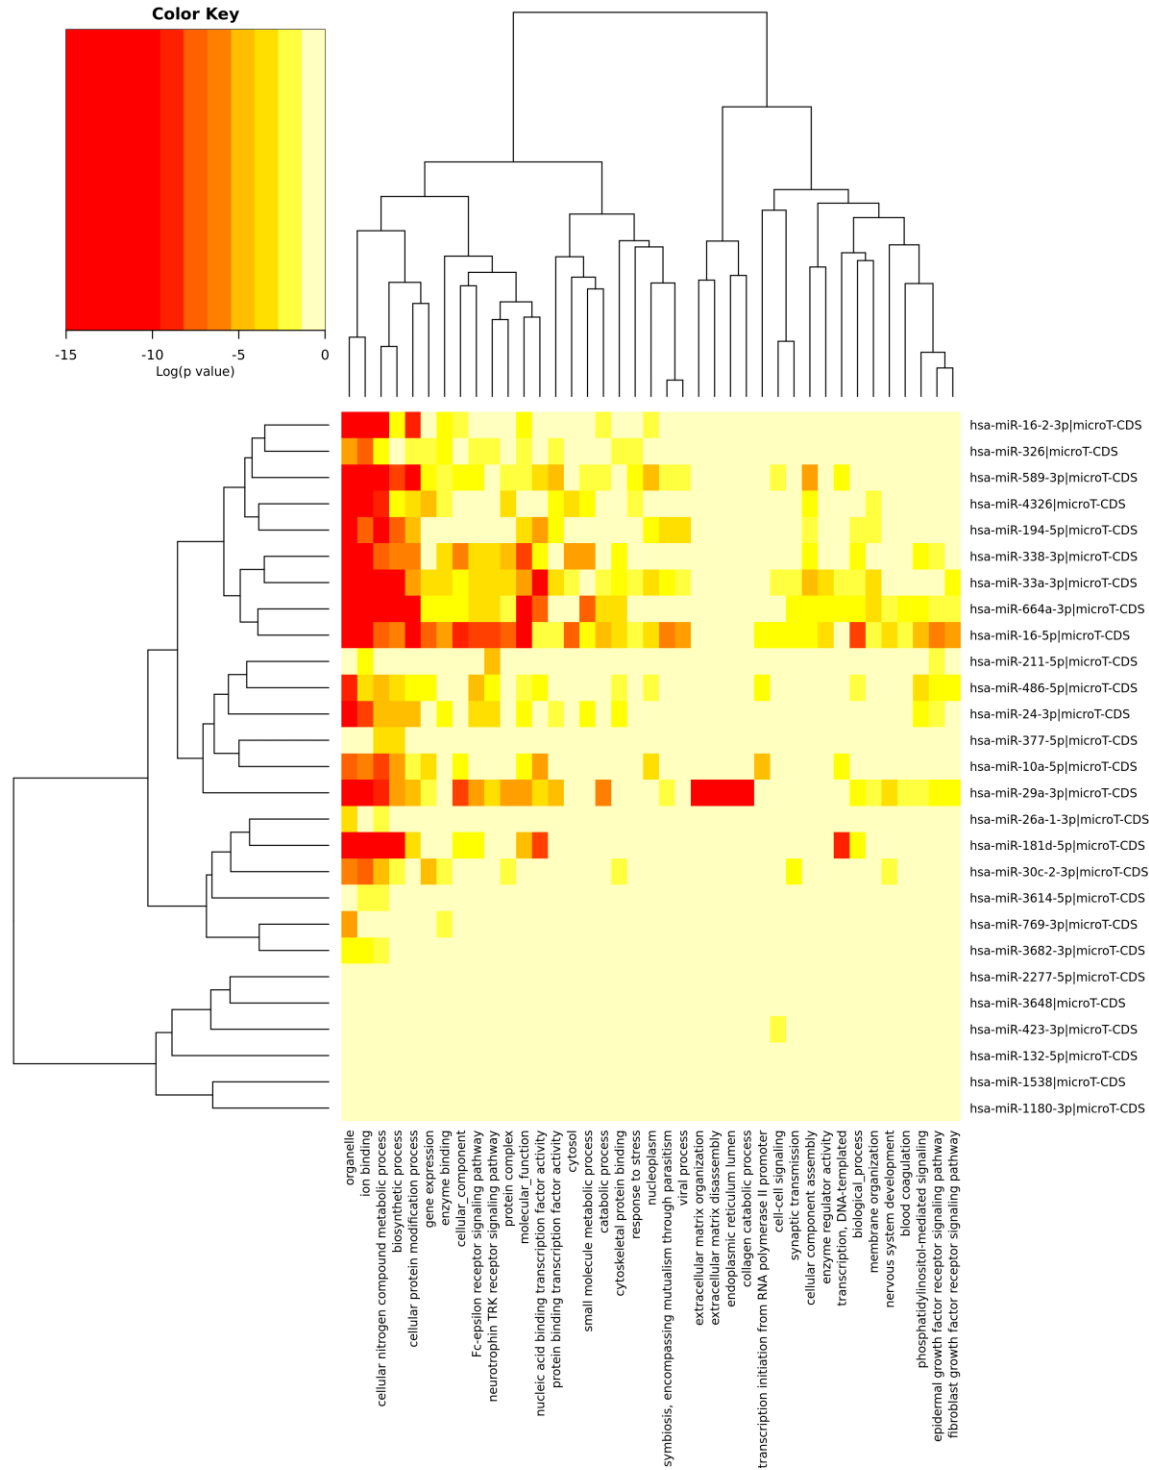 Color Key
-15 -10 -5 0
Log(p value)
hsa-miR-16-2-3p|microT-CDS
hsa-miR-326|microT-CDS
hsa-miR-589-3p|microT-CDS
hsa-miR-4326|microT-CDS
hsa-miR-194-5p|microT-CDS
hsa-miR-338-3p|microT-CDS
hsa-miR-33a-3p|microT-CDS
hsa-miR-664a-3p|microT-CDS
hsa-miR-16-5p|microT-CDS
hsa-miR-211-5p|microT-CDS
hsa-miR-486-5p|microT-CDS
hsa-miR-24-3p|microT-CDS
hsa-miR-377-5p|microT-CDS
hsa-miR-10a-5p|microT-CDS
hsa-miR-29a-3p|microT-CDS
hsa-miR-26a-1-3p|microT-CDS
hsa-miR-181d-5p|microT-CDS
hsa-miR-30c-2-3p|microT-CDS
hsa-miR-3614-5p|microT-CDS
hsa-miR-769-3p|microT-CDS
hsa-miR-3682-3p|microT-CDS
hsa-miR-2277-5p|microT-CDS
hsa-miR-3648|microT-CDS
hsa-miR-423-3p|microT-CDS
hsa-miR-132-5p|microT-CDS
hsa-miR-1538|microT-CDS
hsa-miR-1180-3p|microT-CDS
organelle
ion binding
cellular nitrogen compound metabolic process
biosynthetic process
cellular protein modification process
gene expression
enzyme binding
cellular_component
Fc-epsilon receptor signaling pathway
neurotrophin TRK receptor signaling pathway
protein complex
molecular_function
nucleic acid binding transcription factor activity
protein binding transcription factor activity
cytosol
small molecule metabolic process
catabolic process
cytoskeletal protein binding
response to stress
nucleoplasm
symbiosis, encompassing mutualism through parasitism
viral process
extracellular matrix organization
extracellular matrix disassembly
endoplasmic reticulum lumen
collagen catabolic process
transcription initiation from RNA polymerase II promoter
cell-cell signaling
synaptic transmission
cellular component assembly
enzyme regulator activity
transcription, DNA-templated
biological_process
membrane organization
nervous system development
blood coagulation
phosphatidylinositol-mediated signaling
epidermal growth factor receptor signaling pathway
fibroblast growth factor receptor signaling pathway